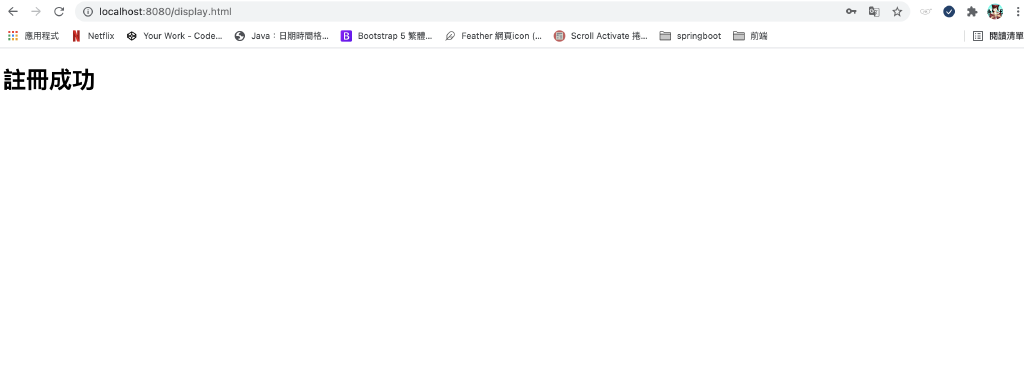 localhost:8080/display.html
應用程式 Netflix Your Work - Code... Java：日期時間格... Bootstrap 5 繁體... Feather 網頁icon (... Scroll Activate 捲... springboot 前端 閱讀清單
註冊成功